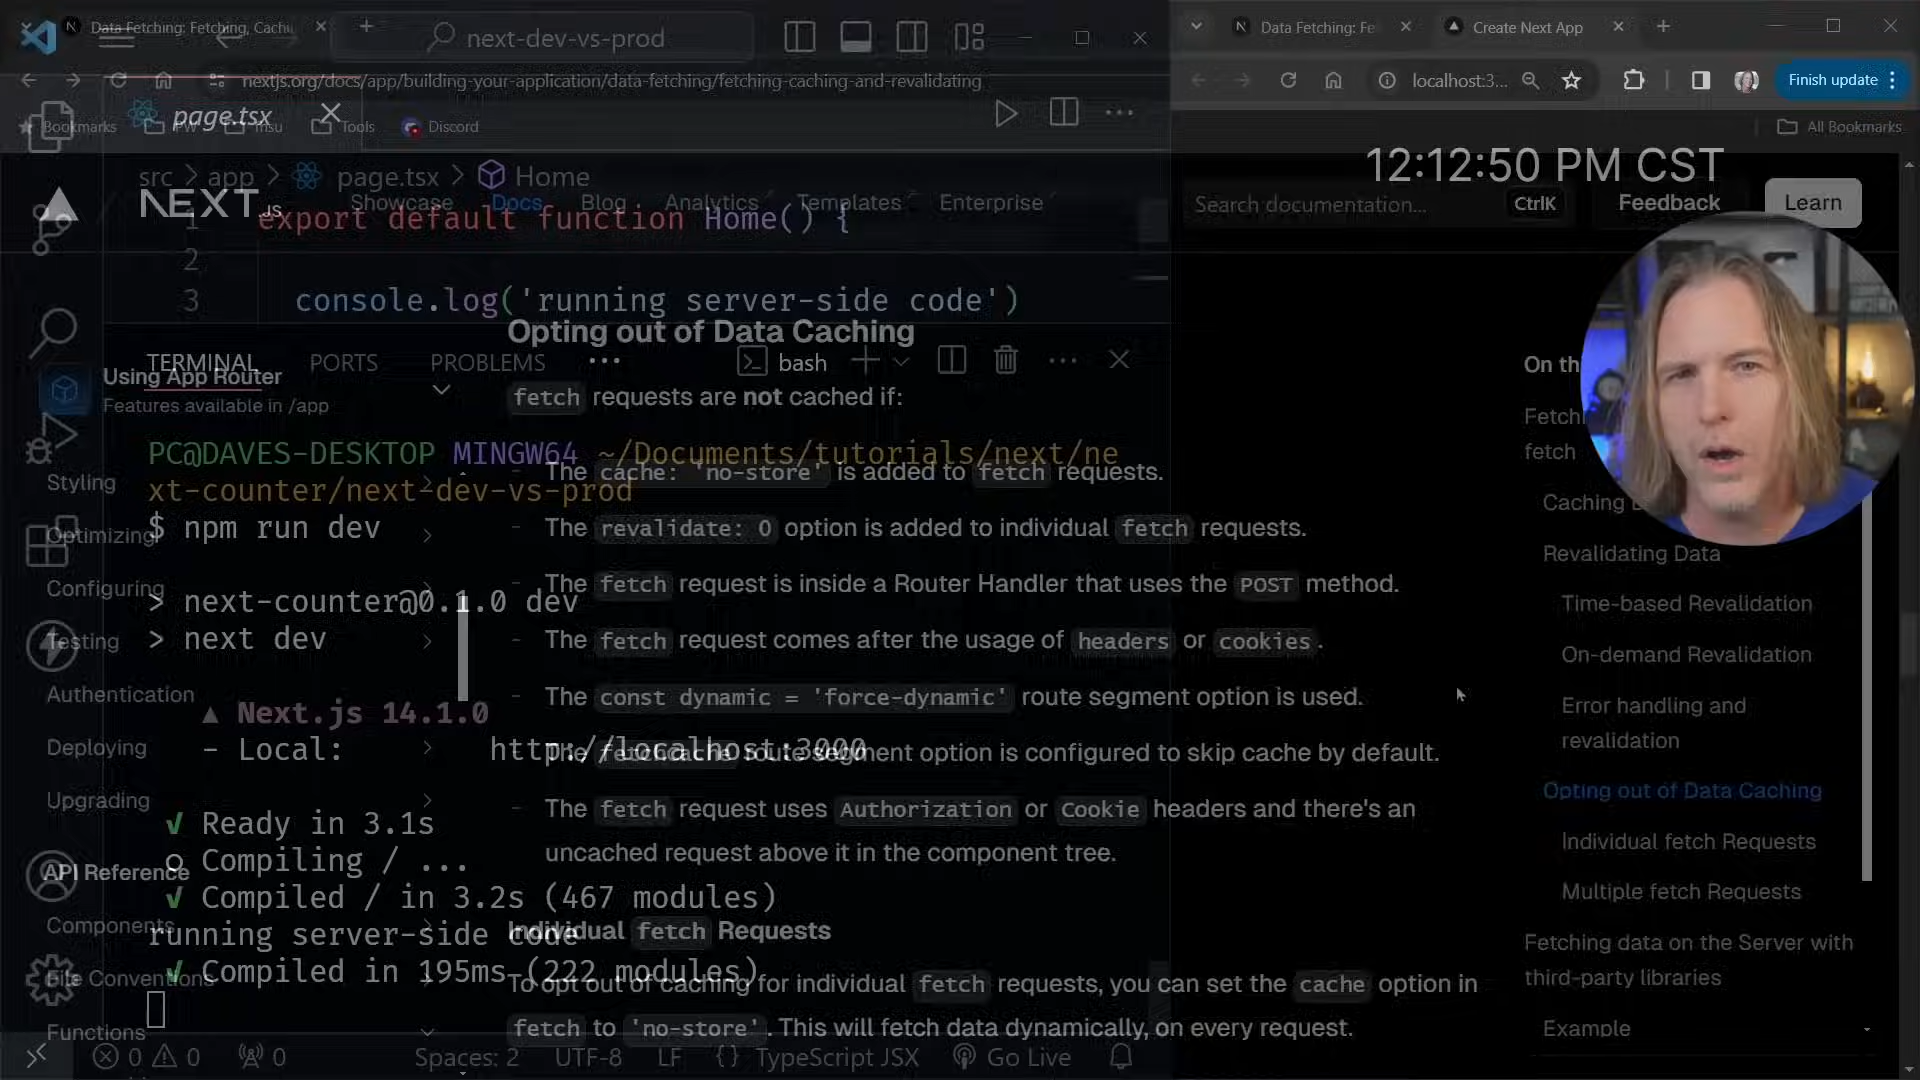 Data Fetching: Fetching, Cachi
next-dev-vs-prod
Data Fetching: Fe
Create Next App
nextjs.org/docs/app/building-your-application/data-fetching/fetching-caching-and-revalidating
localhost:3...
Finish update
page.tsx
Bookmarks
PW
msu
Tools
Discord
All Bookmarks
12:12:50 PM CST
src > app > page.tsx > Home
NEXT.JS
Showcase
Docs
Blog
Analytics
Templates
Enterprise
Search documentation...
CtrlK
Feedback
Learn
1 export default function Home() {
2
3 console.log('running server-side code')
Opting out of Data Caching
TERMINAL
PORTS
PROBLEMS
bash
Using App Router
Features available in /app
On th
fetch requests are not cached if:
Fetch
fetch
PC@DAVES-DESKTOP MINGW64 ~/Documents/tutorials/next/ne
xt-counter/next-dev-vs-prod
$ npm run dev
The cache: 'no-store' is added to fetch requests.
Styling
Caching
The revalidate: 0 option is added to individual fetch requests.
Optimizing
Revalidating Data
The fetch request is inside a Router Handler that uses the POST method.
Configuring
> next-counter@0.1.0 dev
> next dev
Time-based Revalidation
Testing
The fetch request comes after the usage of headers or cookies.
On-demand Revalidation
Authentication
The const dynamic = 'force-dynamic' route segment option is used.
▲ Next.js 14.1.0
- Local: http://localhost:3000
Error handling and
revalidation
Deploying
The fetchCache route segment option is configured to skip cache by default.
Opting out of Data Caching
Upgrading
The fetch request uses Authorization or Cookie headers and there's an
uncached request above it in the component tree.
√ Ready in 3.1s
○ Compiling / ...
√ Compiled / in 3.2s (467 modules)
running server-side code
√ Compiled in 195ms (222 modules)
Individual fetch Requests
API Reference
Multiple fetch Requests
Components
Individual fetch Requests
Fetching data on the Server with
third-party libraries
File Conventions
To opt out of caching for individual fetch requests, you can set the cache option in
fetch to 'no-store'. This will fetch data dynamically, on every request.
Functions
Example
0 0
0
Spaces: 2
UTF-8
LF
{ } TypeScript JSX
Go Live